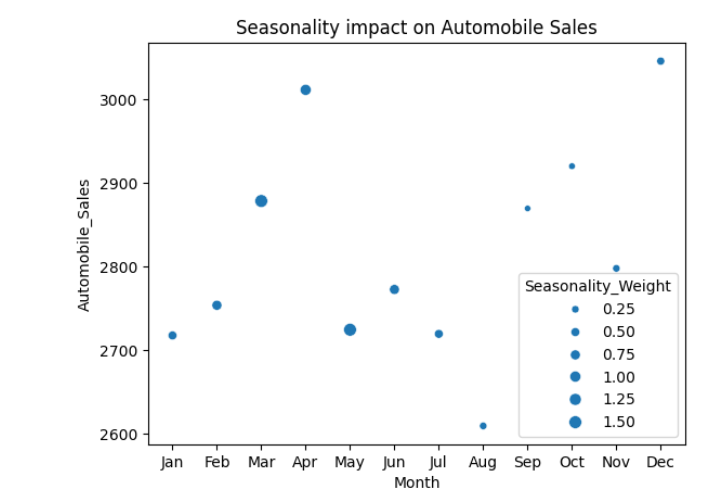 Seasonality impact on Automobile Sales
Automobile_Sales
3000
2900
2800
2700
2600
Seasonality_Weight
0.25
0.50
0.75
1.00
1.25
1.50
Jan Feb Mar Apr May Jun Jul Aug Sep Oct Nov Dec
Month